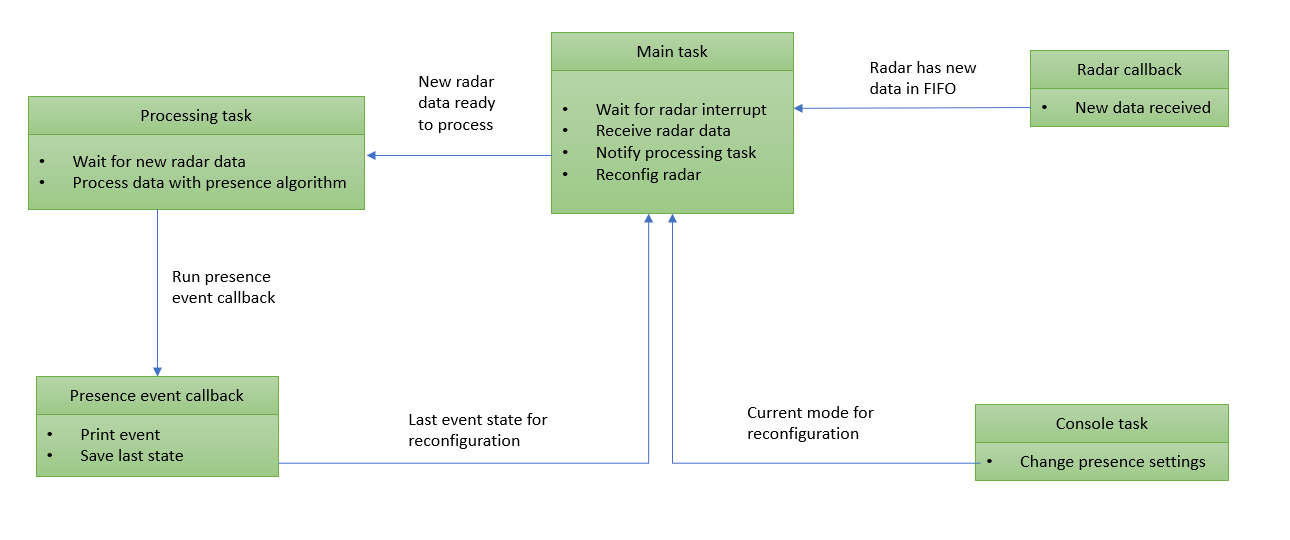 Main task
• Wait for radar interrupt
• Receive radar data
• Notify processing task
• Reconfig radar
Radar has new
data in FIFO
Radar callback
• New data received
New radar
data ready
to process
Processing task
• Wait for new radar data
• Process data with presence algorithm
Run presence
event callback
Presence event callback
• Print event
• Save last state
Last event state for
reconfiguration
Current mode for
reconfiguration
Console task
• Change presence settings